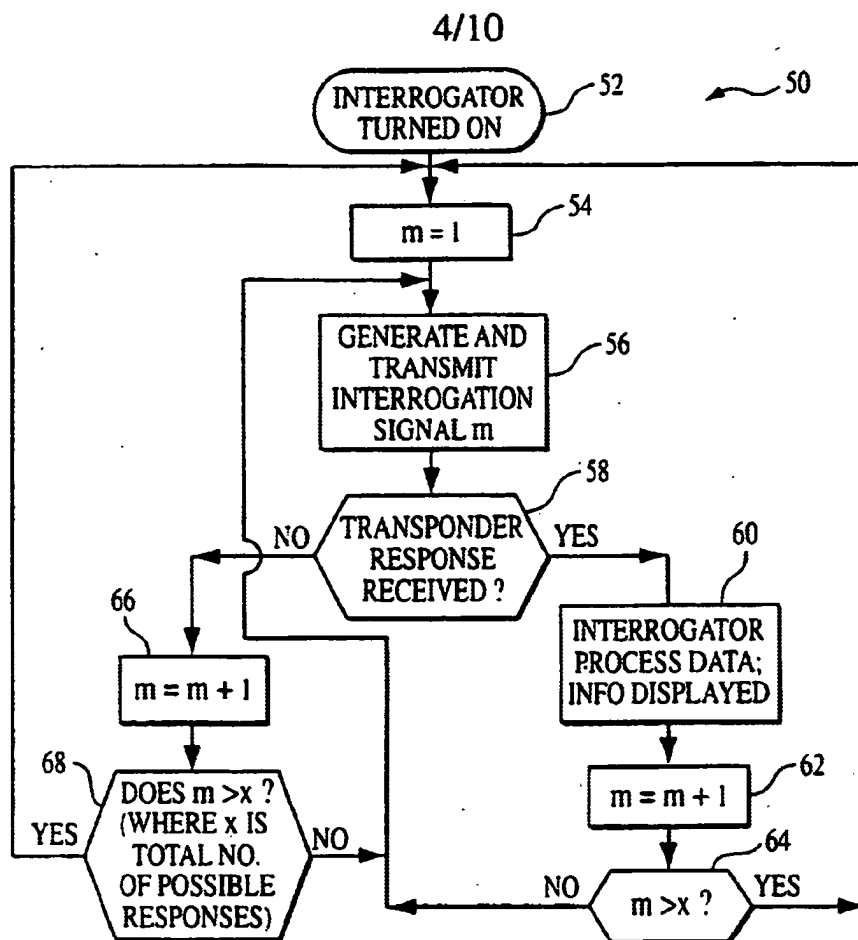 4/10
INTERROGATOR
TURNED ON
52
50
54
m = 1
GENERATE AND
TRANSMIT
INTERROGATION
SIGNAL m
56
58
NO
TRANSPONDER
RESPONSE
RECEIVED ?
YES
60
66
INTERROGATOR
PROCESS DATA;
INFO DISPLAYED
m = m + 1
62
m = m + 1
68
DOES m >x ?
(WHERE x IS
TOTAL NO.
OF POSSIBLE
RESPONSES)
YES
NO
64
NO
m >x ?
YES